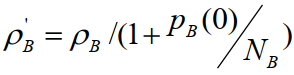 ρ'_B = ρ_B /(1+ p_B(0)/N_B)